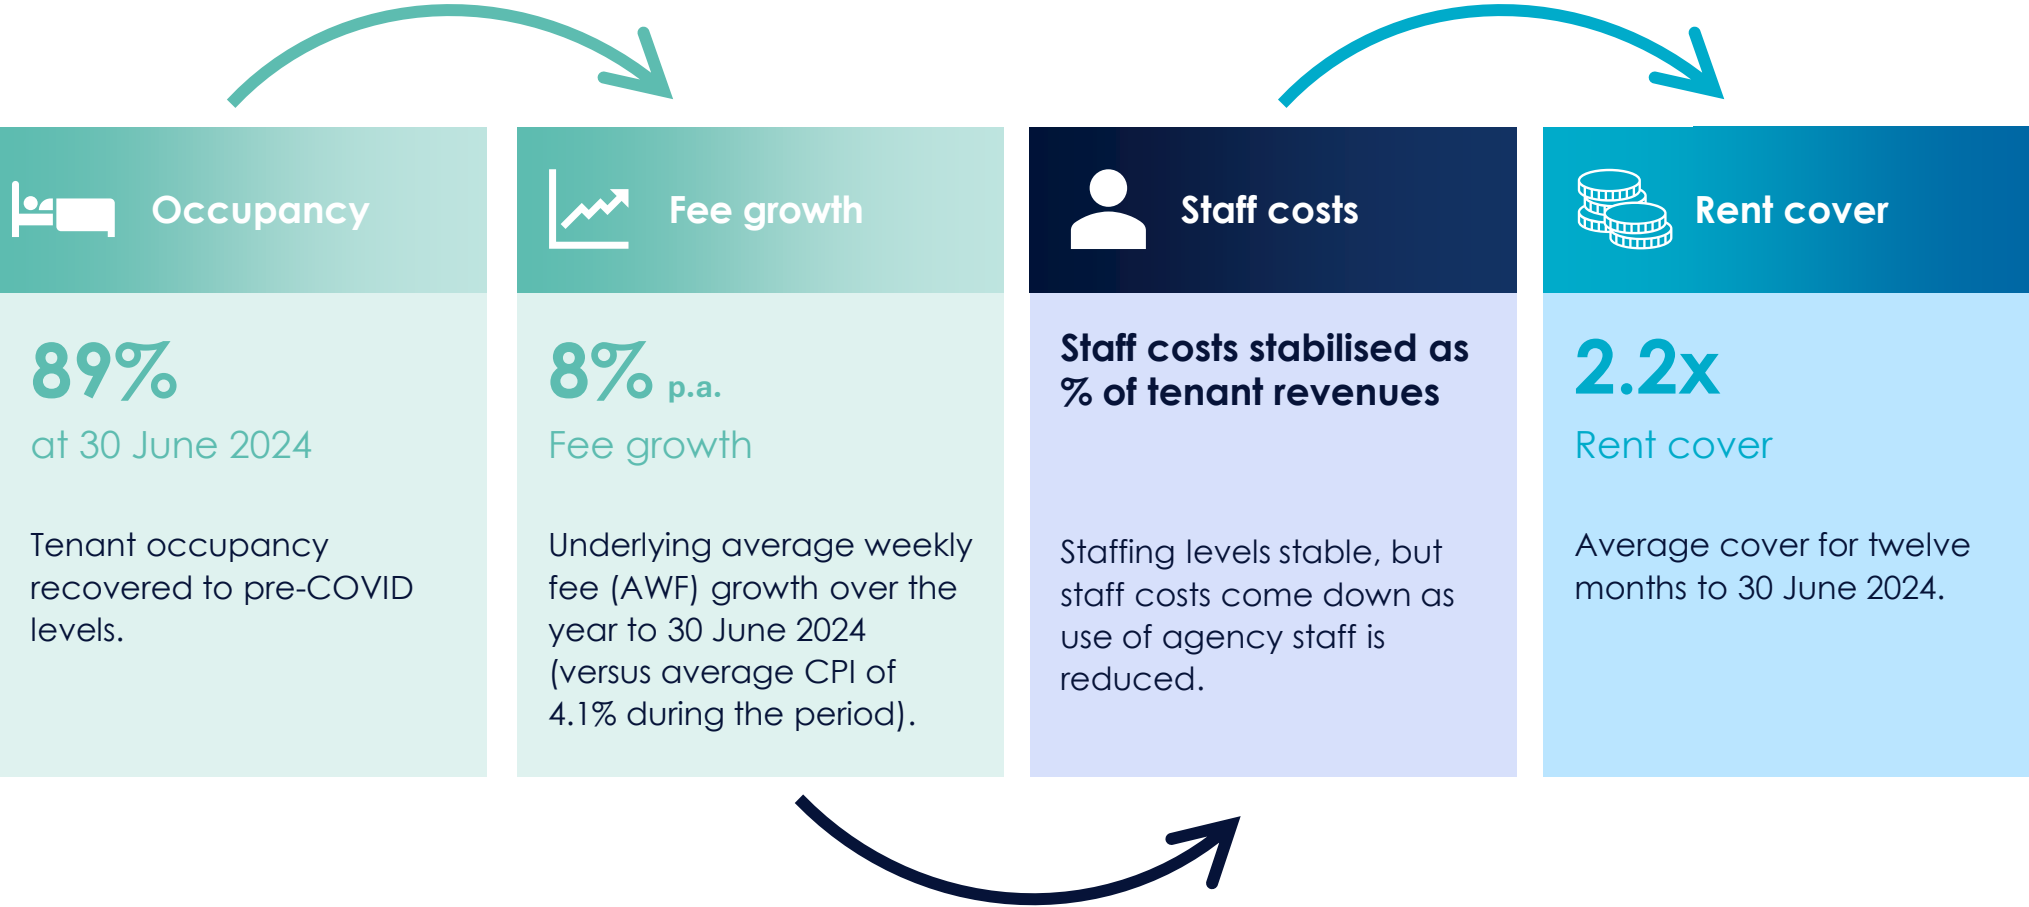 Occupancy
89%
at 30 June 2024
Tenant occupancy
recovered to pre-COVID
levels.
Fee growth
8% p.a.
Fee growth
Underlying average weekly
fee (AWF) growth over the
year to 30 June 2024
(versus average CPI of
4.1% during the period).
Staff costs
Staff costs stabilised as
% of tenant revenues
Staffing levels stable, but
staff costs come down as
use of agency staff is
reduced.
Rent cover
2.2x
Rent cover
Average cover for twelve
months to 30 June 2024.